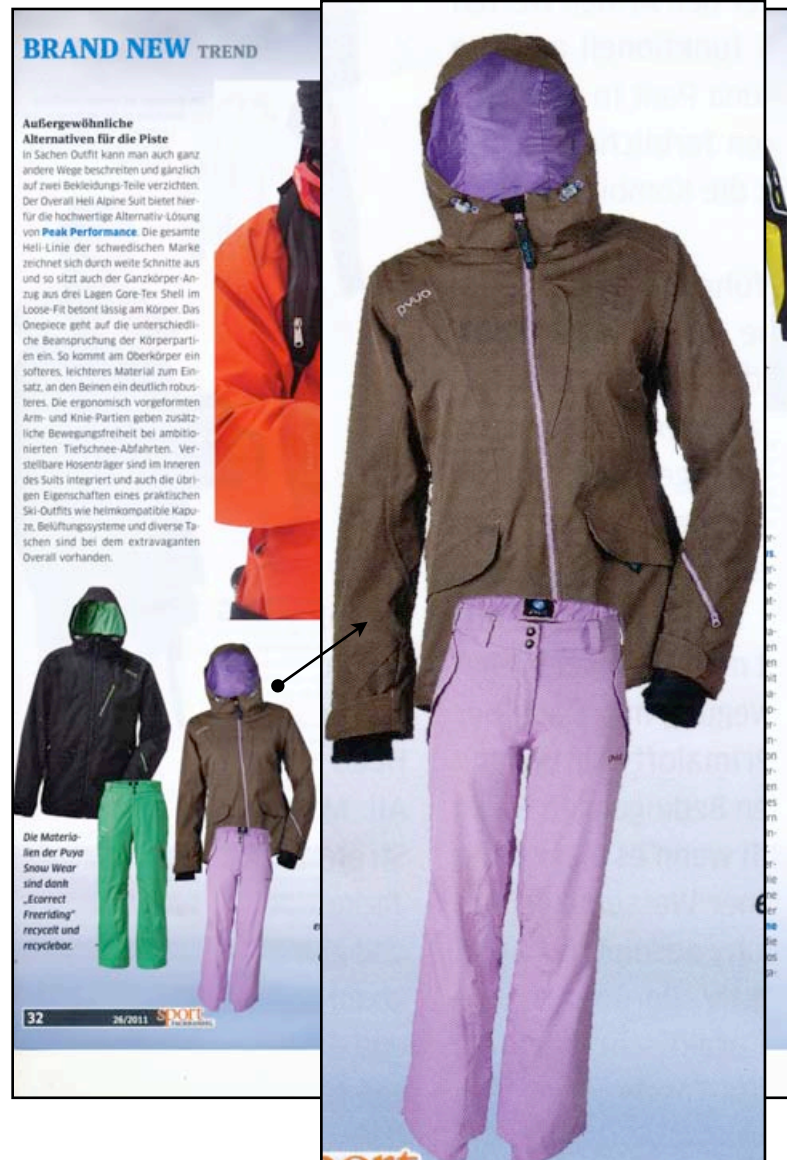 BRAND NEW TREND
Außergewöhnliche
Alternativen für die Piste
In Sachen Outfit kann man auch ganz
andere Wege beschreiten und gänzlich
auf zwei Bekleidungs-Teile verzichten.
Der Overall Heli Alpine Suit bietet hier-
für die hochwertige Alternativ-Lösung
von Peak Performance. Die gesamte
Heli-Linie der schwedischen Marke
zeichnet sich durch weite Schnitte aus
und so sitzt auch der Ganzkörper-An-
zug aus drei Lagen Gore-Tex Shell im
Loose-Fit betont lässig am Körper. Das
Onepiece geht auf die unterschiedli-
che Beanspruchung der Körperparti-
en ein. So kommt am Oberkörper ein
softeres, leichteres Material zum Ein-
satz, an den Beinen ein deutlich robus-
teres. Die ergonomisch vorgeformten
Arm- und Knie-Partien geben zusätz-
liche Bewegungsfreiheit bei ambitio-
nierten Tiefschnee-Abfahrten. Ver-
stellbare Hosenträger sind im Inneren
des Suits integriert und auch die übri-
gen Eigenschaften eines praktischen
Ski-Outfits wie helmkompatible Kapu-
ze, Belüftungssysteme und diverse Ta-
schen sind bei dem extravaganten
Overall vorhanden.
Die Materia-
lien der Puya
Snow Wear
sind dank
„Ecorrect
Freeriding"
recycelt und
recyclebar.
32 26/2011 sport FACHHANDEL
pyua